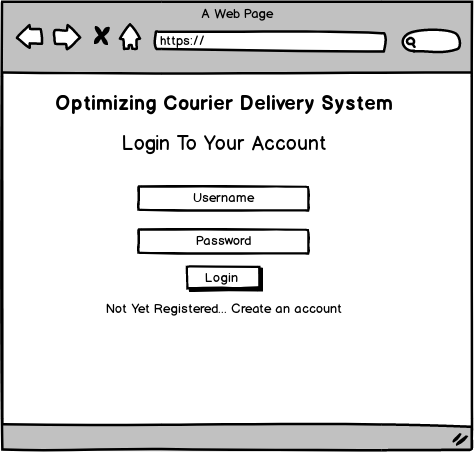 A Web Page
https://
Optimizing Courier Delivery System
Login To Your Account
Username
Password
Login
Not Yet Registered... Create an account